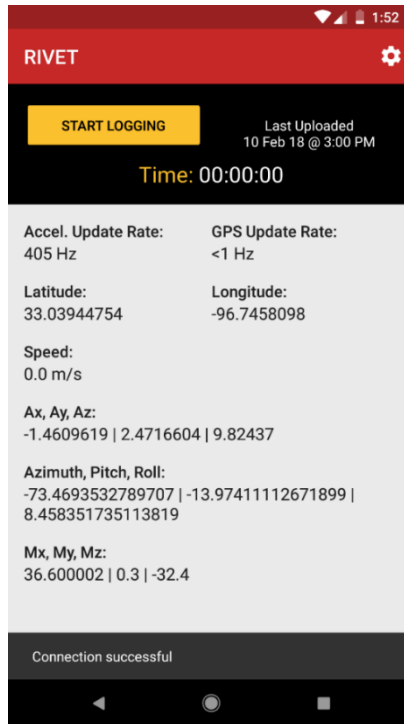 1:52
RIVET
START LOGGING
Last Uploaded
10 Feb 18 @ 3:00 PM
Time: 00:00:00
Accel. Update Rate:
405 Hz
GPS Update Rate:
<1 Hz
Latitude:
33.03944754
Longitude:
-96.7458098
Speed:
0.0 m/s
Ax, Ay, Az:
-1.4609619 | 2.4716604 | 9.82437
Azimuth, Pitch, Roll:
-73.4693532789707 | -13.97411112671899 |
8.458351735113819
Mx, My, Mz:
36.600002 | 0.3 | -32.4
Connection successful